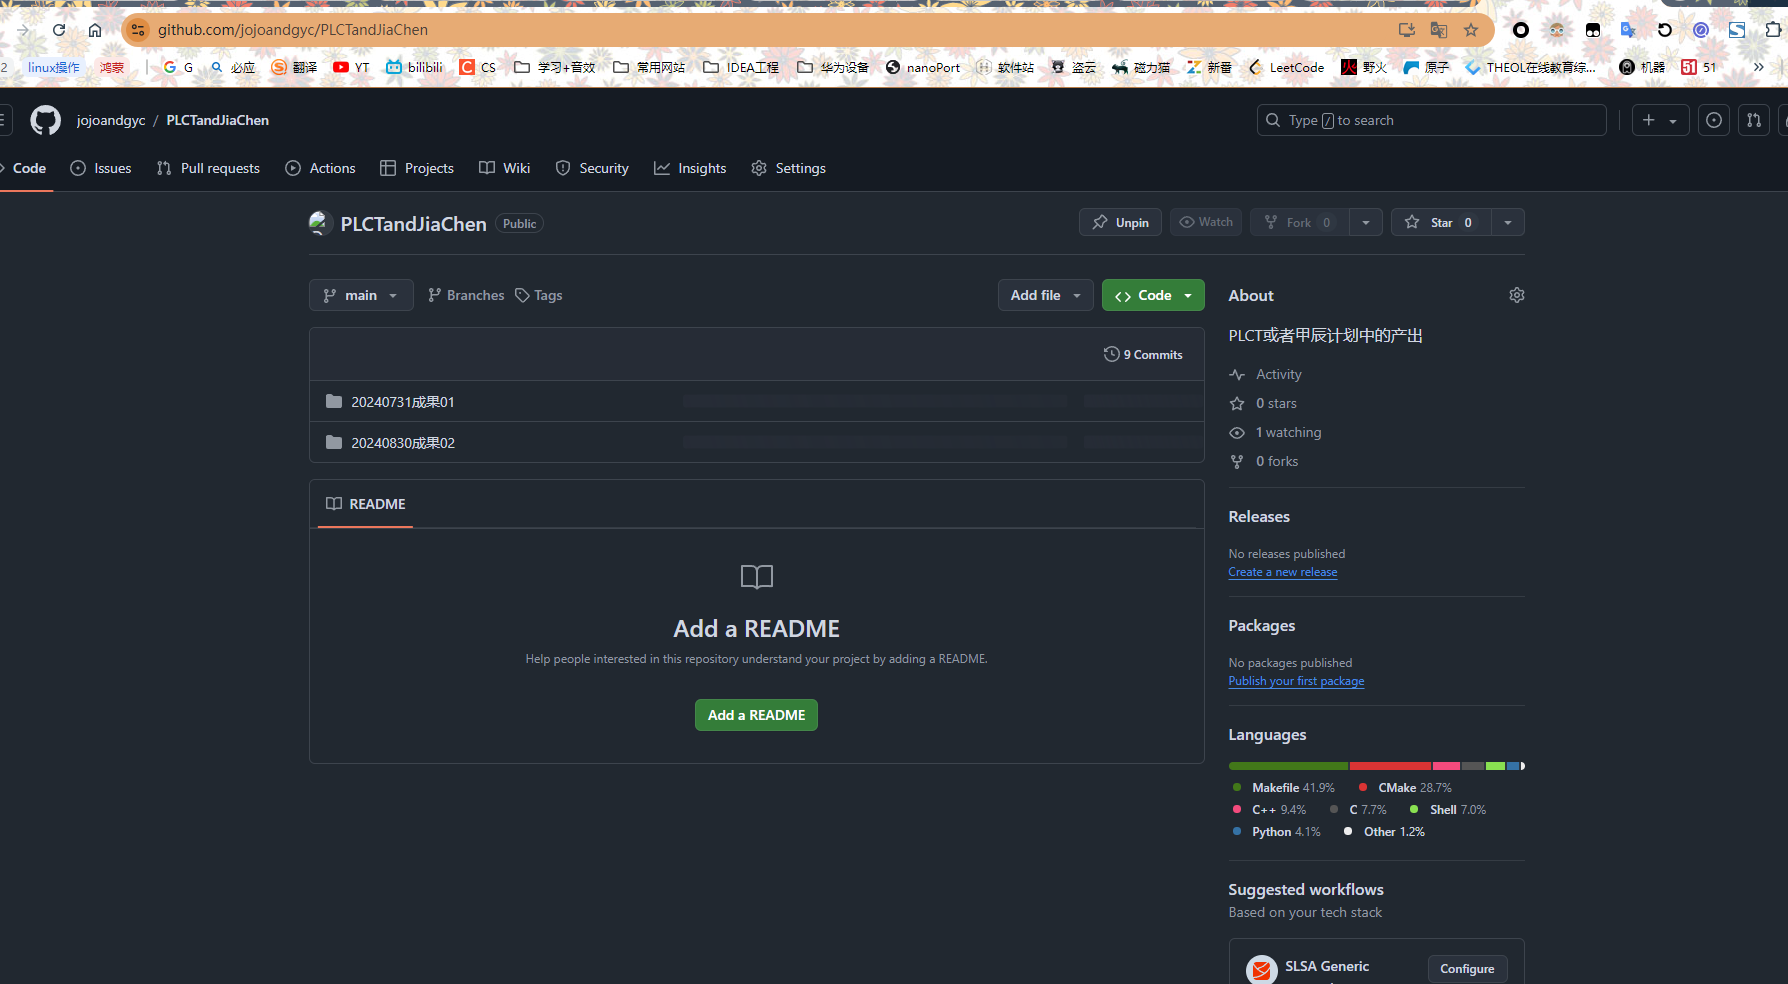 github.com/jojoandgyc/PLCTandJiaChen
2 linux操作 鸿蒙 G 必应 翻译 YT bilibili CS 学习+音效 常用网站 IDEA工程 华为设备 nanoPort 软件站 盗云 磁力猫 新番 LeetCode 野火 原子 THEOL在线教育综... 机器 51
jojoandgyc / PLCTandJiaChen Type / to search
Code Issues Pull requests Actions Projects Wiki Security Insights Settings
PLCTandJiaChen Public Unpin Watch Fork 0 Star 0
main Branches Tags Add file Code About
PLCT或者甲辰计划中的产出
9 Commits
Activity
20240731成果01
0 stars
1 watching
20240830成果02
0 forks
README
Releases
No releases published
Create a new release
Add a README
Help people interested in this repository understand your project by adding a README.
Add a README
Packages
No packages published
Publish your first package
Languages
Makefile 41.9% CMake 28.7%
C++ 9.4% C 7.7% Shell 7.0%
Python 4.1% Other 1.2%
Suggested workflows
Based on your tech stack
SLSA Generic Configure